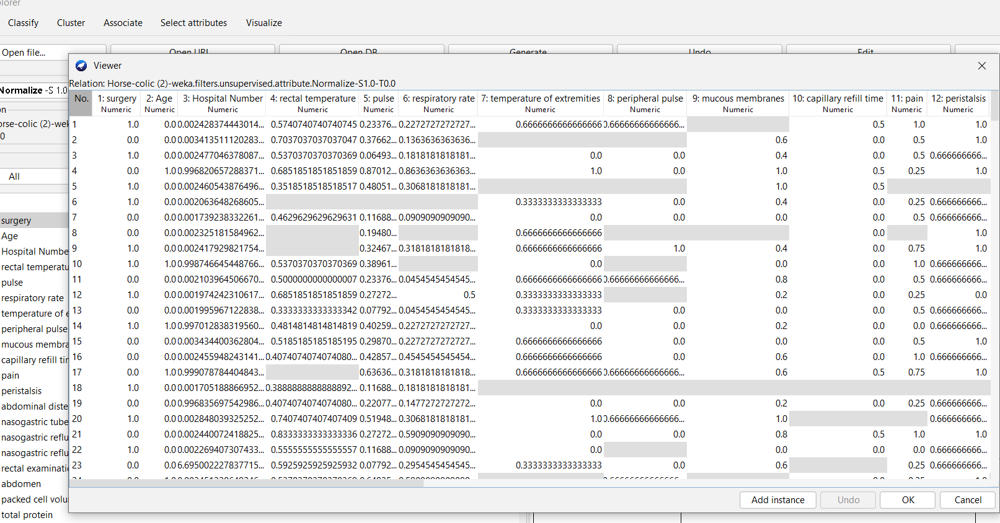 plorer
Classify Cluster Associate Select attributes Visualize
Open file... Open URL Open DB Generate Undo Edit
Viewer
Relation: Horse-colic (2)-weka.filters.unsupervised.attribute.Normalize-S1.0-T0.0
Normalize -S 1.0
No. 1: surgery 2: Age 3: Hospital Number 4: rectal temperature 5: pulse 6: respiratory rate 7: temperature of extremities 8: peripheral pulse 9: mucous membranes 10: capillary refill time 11: pain 12: peristalsis
Numeric Numeric Numeric Numeric Numeric Numeric Numeric Numeric Numeric Numeric Numeric Numeric
1 1.0 0.0 0.002428374443014... 0.5740740740740745 0.23376... 0.2272727272727... 0.6666666666666666 0.66666666666666... 0.5 1.0 1.0
2 0.0 0.0 0.003413511120283... 0.7037037037037047 0.37662... 0.1363636363636... 0.6 0.0 0.5 1.0
3 1.0 0.0 0.002477046378087... 0.5370370370370369 0.06493... 0.1818181818181... 0.0 0.0 0.4 0.0 0.5 0.666666666...
4 0.0 1.0 0.996820657288371... 0.6851851851851859 0.87012... 0.8636363636363... 1.0 0.0 1.0 0.5 0.25 1.0
5 1.0 0.0 0.002460543876496... 0.3518518518518517 0.48051... 0.3068181818181... 1.0 0.5
6 1.0 0.0 0.002063648268605... 0.3333333333333333 0.0 0.4 0.0 0.25 0.666666666...
7 0.0 0.0 0.001739238332261... 0.4629629629629631 0.11688... 0.0909090909090... 0.0 0.0 0.0 0.0 0.5 0.666666666...
8 0.0 0.0 0.002325181584962... 0.19480... 0.6666666666666666 0.0 1.0
9 1.0 0.0 0.002417929821754... 0.32467... 0.3181818181818... 0.6666666666666666 1.0 0.4 0.0 0.75 1.0
10 1.0 1.0 0.998746645448766... 0.5370370370370369 0.38961... 0.0 0.0 0.0 1.0 0.666666666...
11 0.0 0.0 0.002103964506670... 0.5000000000000007 0.23376... 0.0454545454545... 0.6666666666666666 0.66666666666666... 0.8 0.0 0.5 0.666666666...
12 1.0 0.0 0.001974242310617... 0.6851851851851859 0.27272... 0.5 0.3333333333333333 0.2 0.0 0.25 0.0
13 0.0 0.0 0.001995967122838... 0.3333333333333342 0.07792... 0.0454545454545... 0.3333333333333333 0.0 0.0 0.0 0.5 0.666666666...
14 1.0 1.0 0.997012838319560... 0.4814814814814819 0.40259... 0.2272727272727... 0.0 0.0 0.2 0.0 0.0 0.666666666...
15 0.0 0.0 0.003434400362804... 0.5185185185185195 0.29870... 0.2272727272727... 0.6666666666666666 0.0 0.0 0.0 0.5 1.0
16 0.0 0.0 0.002455948243141... 0.4074074074074080... 0.42857... 0.4545454545454... 0.6666666666666666 0.0 0.6 0.0 1.0 0.666666666...
17 0.0 1.0 0.999078784404843... 0.63636... 0.3181818181818... 0.6666666666666666 0.66666666666666... 0.6 0.5 0.75 1.0
18 1.0 0.0 0.001705188866952... 0.3888888888888892... 0.11688... 0.1818181818181...
19 0.0 0.0 0.996835697542986... 0.4074074074074080... 0.22077... 0.1477272727272... 0.0 0.0 0.2 0.0 0.25 0.666666666...
20 1.0 0.0 0.002848039325252... 0.7407407407407409 0.51948... 0.3068181818181... 1.0 0.66666666666666... 1.0 0.666666666...
21 0.0 0.0 0.002440072418825... 0.8333333333333336 0.27272... 0.5909090909090... 0.0 0.0 0.8 0.5 1.0 1.0
22 1.0 0.0 0.002269407307433... 0.5555555555555557 0.11688... 0.0909090909090... 0.0 0.0 0.0 0.0 0.666666666...
23 0.0 0.0 6.695002227837715... 0.5925925925925932 0.07792... 0.2954545454545... 0.3333333333333333 0.0 0.6 0.25 0.666666666...
on
orse-colic (2)-wek
0
All
surgery
Age
Hospital Numbe
rectal temperatu
pulse
respiratory rate
temperature of e
peripheral pulse
mucous membra
capillary refill tim
pain
peristalsis
abdominal diste
nasogastric tube
nasogastric reflu
nasogastric reflu
rectal examinatio
abdomen
packed cell volu
total protein
Add instance Undo OK Cancel